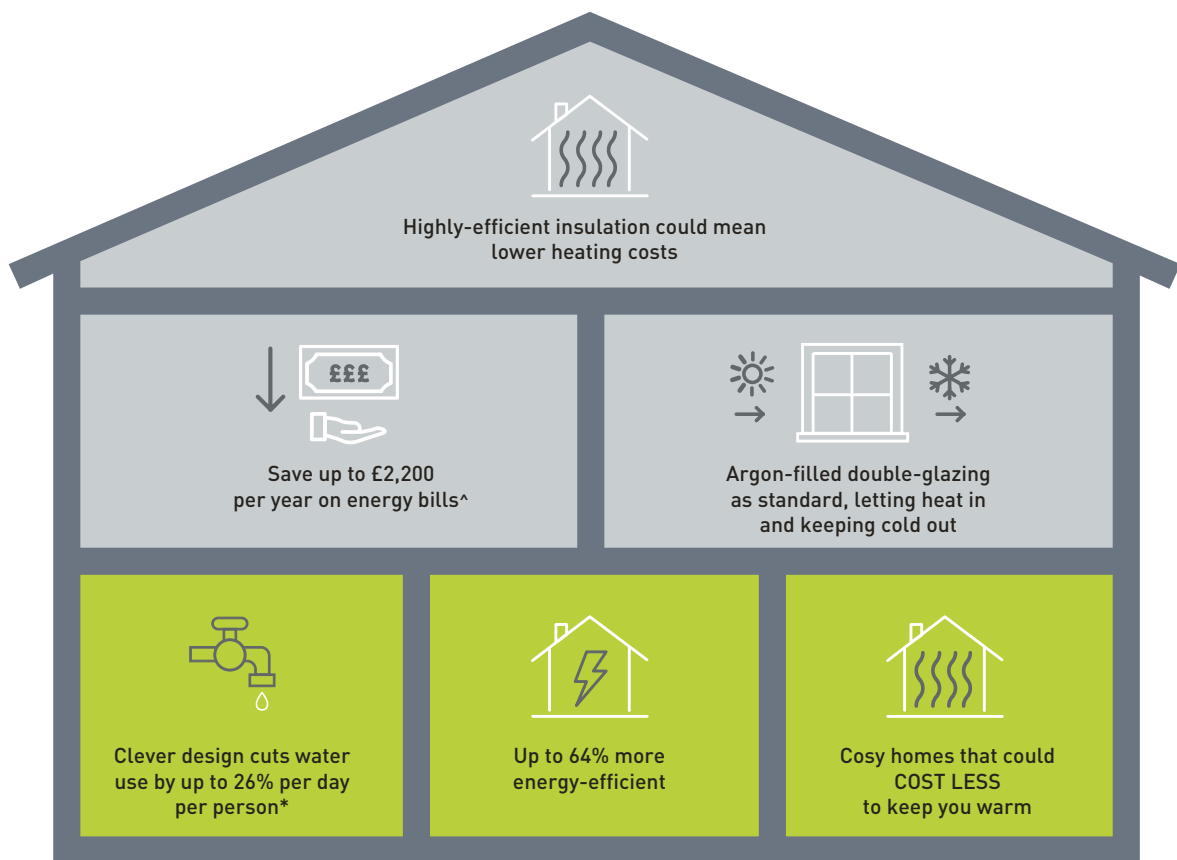 Highly-efficient insulation could mean
lower heating costs
£££
Save up to £2,200
per year on energy bills^
Argon-filled double-glazing
as standard, letting heat in
and keeping cold out
Clever design cuts water
use by up to 26% per day
per person*
Up to 64% more
energy-efficient
Cosy homes that could
COST LESS
to keep you warm